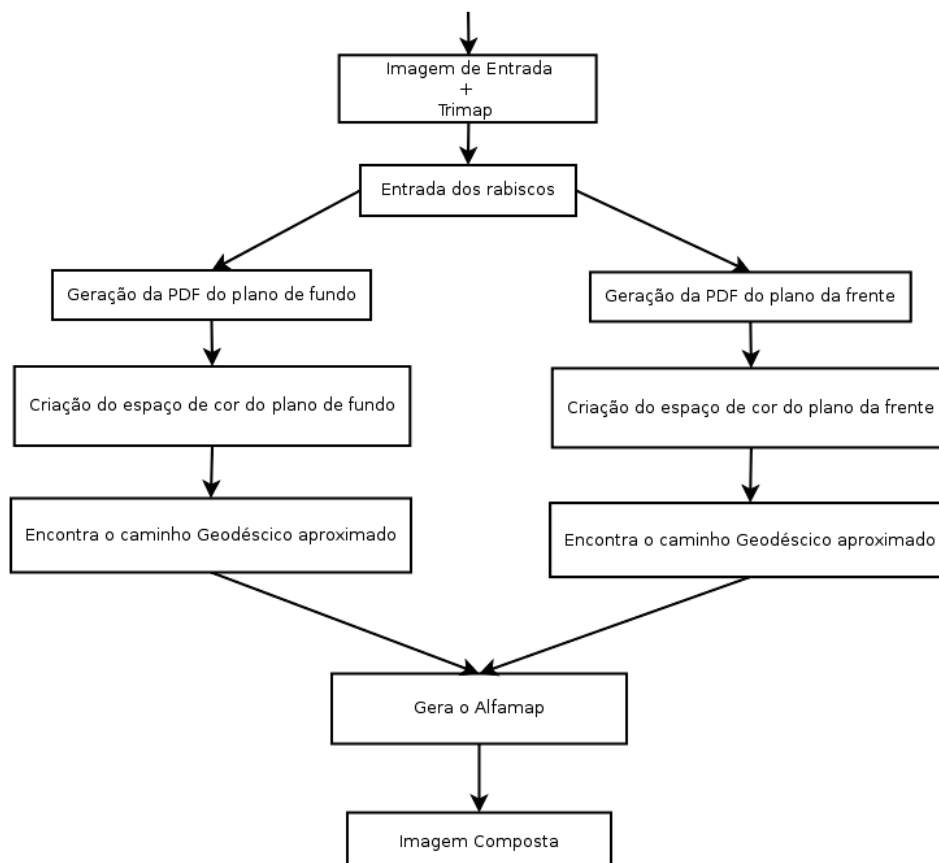 Imagem de Entrada
+
Trimap
Entrada dos rabiscos
Geração da PDF do plano de fundo
Geração da PDF do plano da frente
Criação do espaço de cor do plano de fundo
Criação do espaço de cor do plano da frente
Encontra o caminho Geodéscico aproximado
Encontra o caminho Geodéscico aproximado
Gera o Alfamap
Imagem Composta